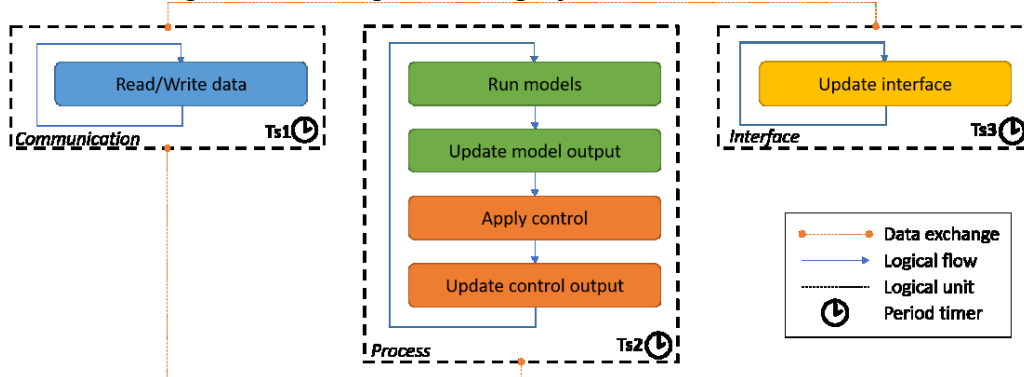 Read/Write data
Communication
Ts1
Run models
Update model output
Apply control
Update control output
Process
Ts2
Update interface
Interface
Ts3
Data exchange
Logical flow
Logical unit
Period timer